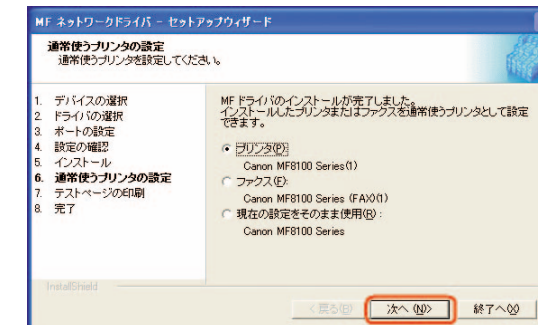 MF ネットワークドライバ - セットアップウィザード
通常使うプリンタの設定
通常使うプリンタを設定してください。
1. デバイスの選択
2. ドライバの選択
3. ポートの設定
4. 設定の確認
5. インストール
6. 通常使うプリンタの設定
7. テストページの印刷
8. 完了
MF ドライバのインストールが完了しました。
インストールしたプリンタまたはファクスを通常使うプリンタとして設定
できます。
プリンタ(P):
Canon MF8100 Series(1)
ファクス(F):
Canon MF8100 Series (FAX)(1)
現在の設定をそのまま使用(R) :
Canon MF8100 Series
InstallShield
< 戻る(B)
次へ (N)>
終了へ(X)